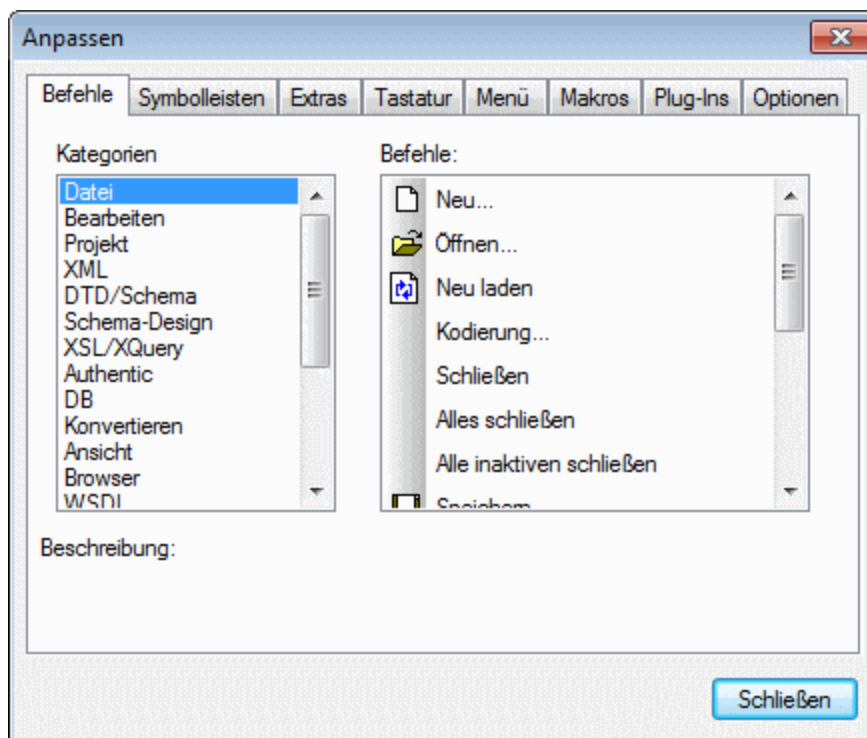 Anpassen
Befehle Symbolleisten Extras Tastatur Menü Makros Plug-Ins Optionen
Kategorien
Datei
Bearbeiten
Projekt
XML
DTD/Schema
Schema-Design
XSL/XQuery
Authentic
DB
Konvertieren
Ansicht
Browser
WSDL
Befehle:
Neu...
Öffnen...
Neu laden
Kodierung...
Schließen
Alles schließen
Alle inaktiven schließen
Speichern
Beschreibung:
Schließen